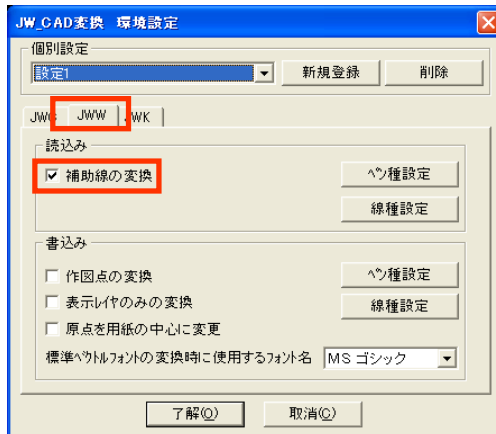 JW_CAD変換 環境設定
個別設定
設定1 新規登録 削除
JWC JWW JWK
読込み
補助線の変換 ペン種設定
線種設定
書込み
作図点の変換 ペン種設定
表示レイヤのみの変換 線種設定
原点を用紙の中心に変更
標準ベクトルフォントの変換時に使用するフォント名 MS ゴシック
了解(O) 取消(C)